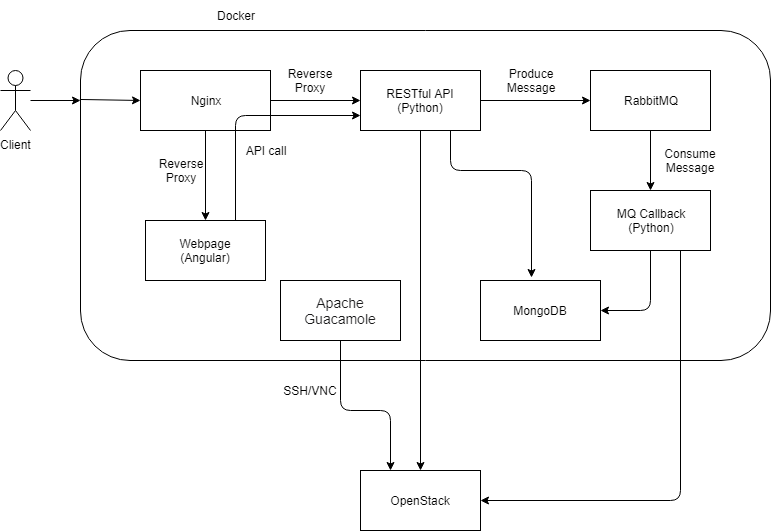 Docker
Client
Nginx
Reverse
Proxy
RESTful API
(Python)
Produce
Message
RabbitMQ
Reverse
Proxy
API call
Consume
Message
Webpage
(Angular)
MQ Callback
(Python)
Apache
Guacamole
MongoDB
SSH/VNC
OpenStack